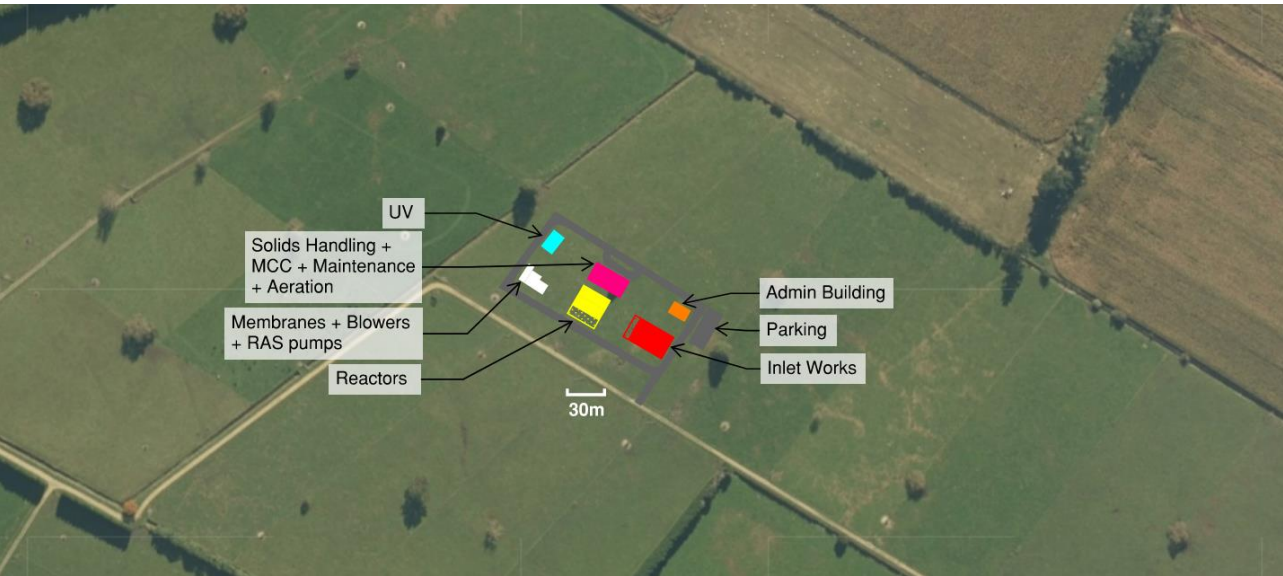 UV
Solids Handling +
MCC + Maintenance
+ Aeration
Membranes + Blowers
+ RAS pumps
Reactors
Admin Building
Parking
Inlet Works
30m